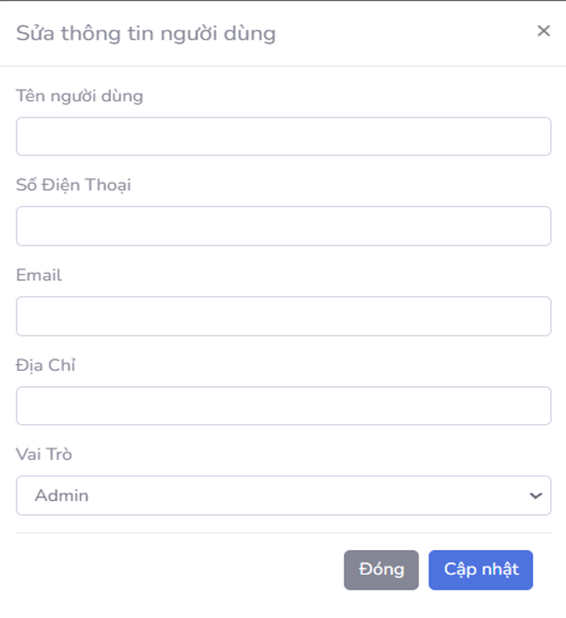 Sửa thông tin người dùng ×
Tên người dùng
Số Điện Thoại
Email
Địa Chỉ
Vai Trò
Admin
Đóng Cập nhật